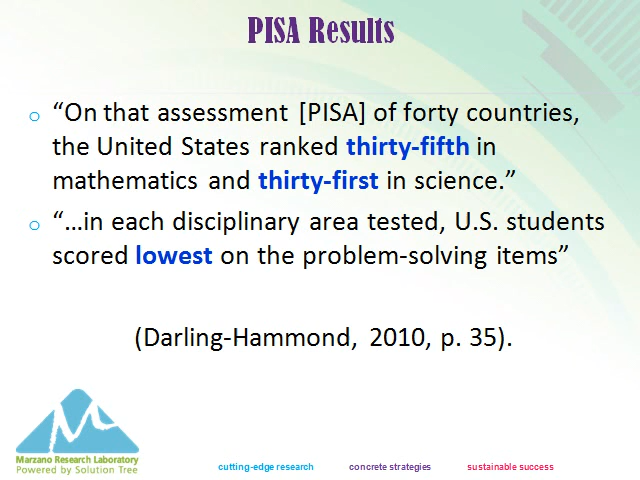 PISA Results
o “On that assessment [PISA] of forty countries,
the United States ranked thirty-fifth in
mathematics and thirty-first in science.”
o “…in each disciplinary area tested, U.S. students
scored lowest on the problem-solving items”
(Darling-Hammond, 2010, p. 35).
M
Marzano Research Laboratory
Powered by Solution Tree
cutting-edge research concrete strategies sustainable success